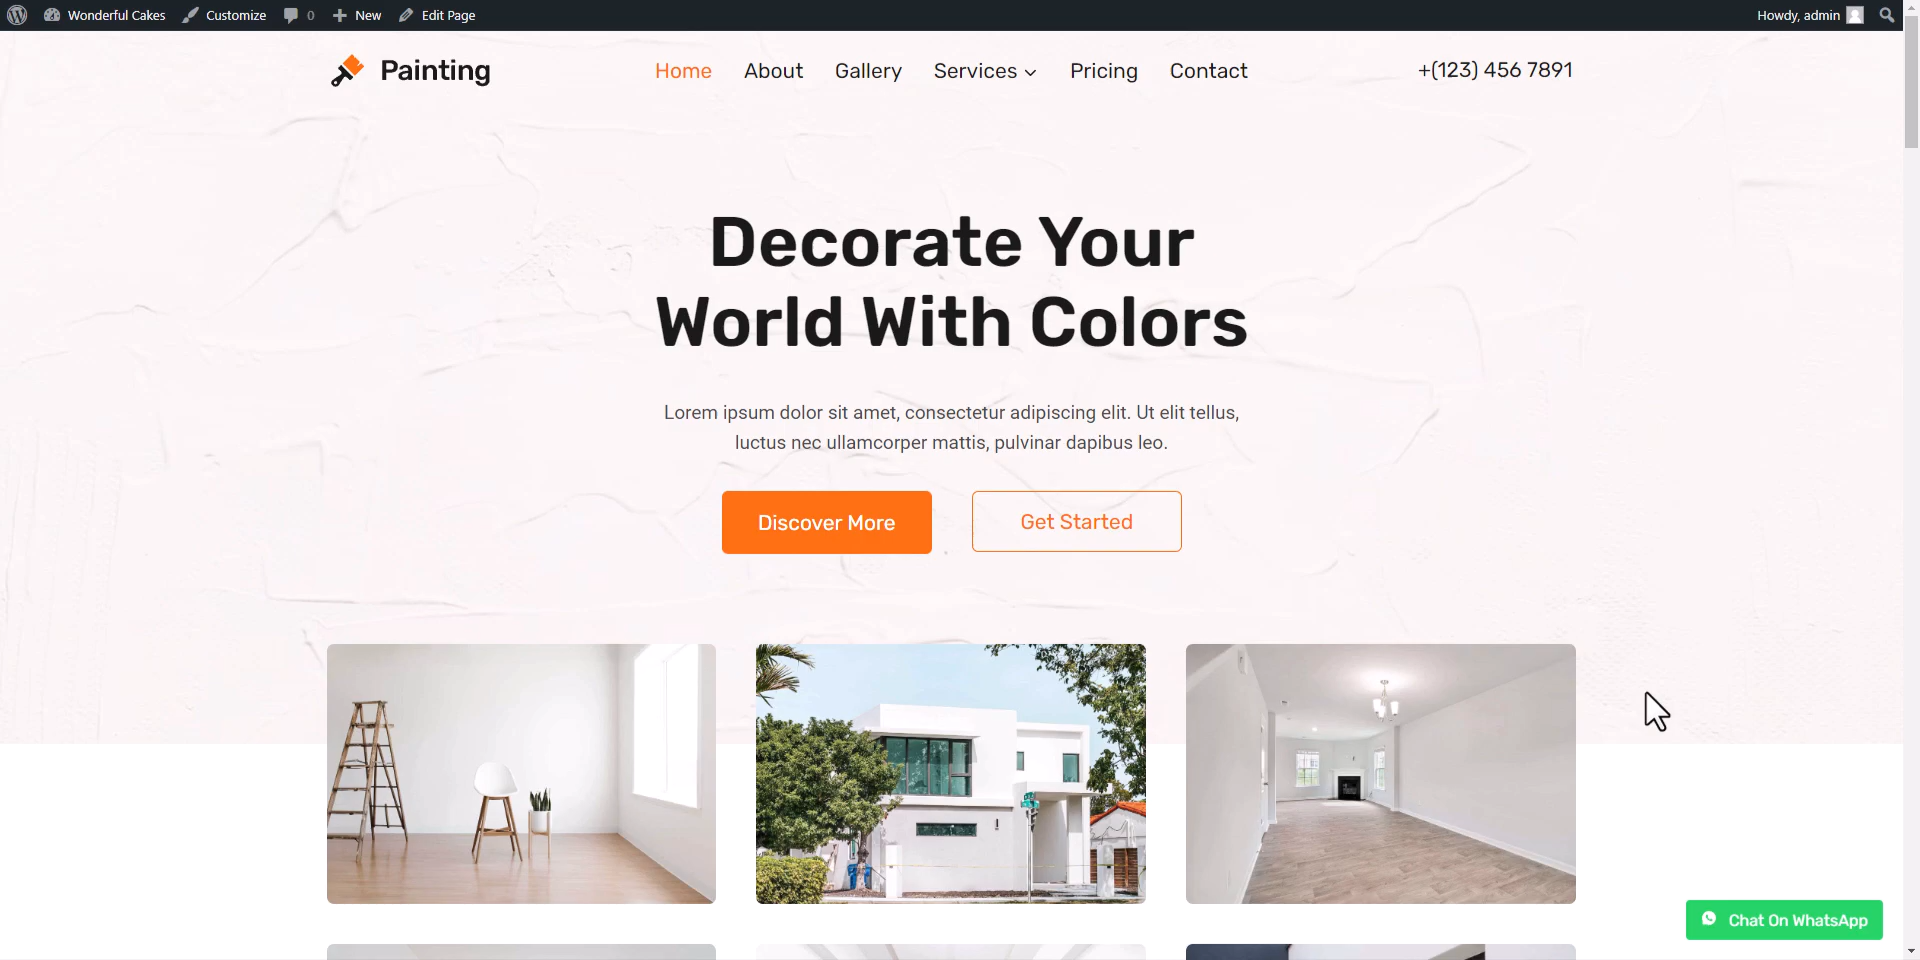 Wonderful Cakes Customize 0 New Edit Page Howdy, admin
Painting Home About Gallery Services Pricing Contact +(123) 456 7891
Decorate Your
World With Colors
Lorem ipsum dolor sit amet, consectetur adipiscing elit. Ut elit tellus,
luctus nec ullamcorper mattis, pulvinar dapibus leo.
Discover More Get Started
Chat On WhatsApp